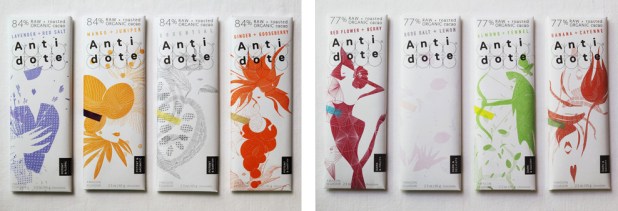 84% RAW + roasted
ORGANIC cacao
LAVENDER + SEA SALT
Anti
dote
84% RAW + roasted
ORGANIC cacao
MANGO + JUNIPER
Anti
dote
84% RAW + roasted
ORGANIC cacao
ESSENTIAL
Anti
dote
84% RAW + roasted
ORGANIC cacao
GINGER + GOOSEBERRY
Anti
dote
77% RAW + roasted
ORGANIC cacao
RED FLOWER + BERRY
Anti
dote
77% RAW + roasted
ORGANIC cacao
ROSE SALT + LEMON
Anti
dote
77% RAW + roasted
ORGANIC cacao
ALMOND + FENNEL
Anti
dote
77% RAW + roasted
ORGANIC cacao
BANANA + CAYENNE
Anti
dote